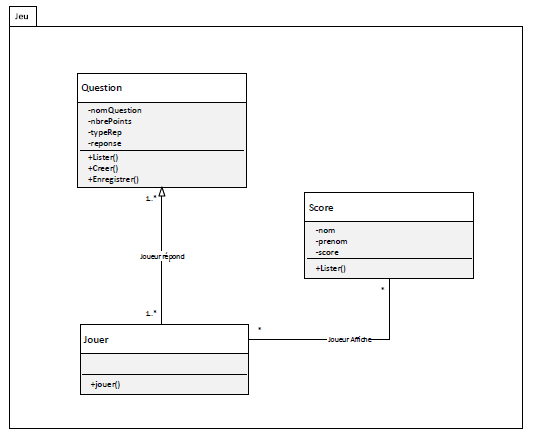 Jeu
Question
-nomQuestion
-nbrePoints
-typeRep
-reponse
+Lister()
+Creer()
+Enregistrer()
1..*
Joueur répond
1..*
Score
-nom
-prenom
-score
+Lister()
*
Jouer
+jouer()
*
Joueur Affiche